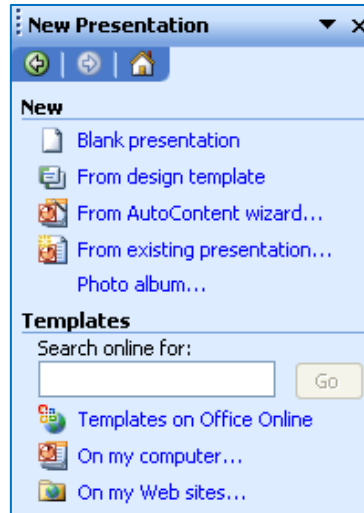 New Presentation
New
Blank presentation
From design template
From AutoContent wizard...
From existing presentation...
Photo album...
Templates
Search online for:
Go
Templates on Office Online
On my computer...
On my Web sites...